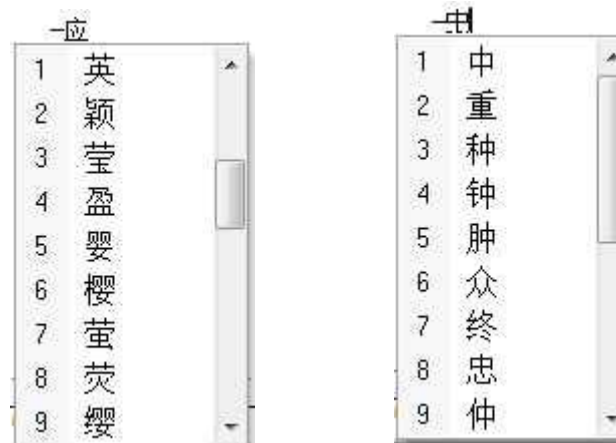 一应
1 英
2 颖
3 莹
4 盈
5 婴
6 樱
7 萤
8 荧
9 缨
一中
1 中
2 重
3 种
4 钟
5 肿
6 众
7 终
8 忠
9 仲